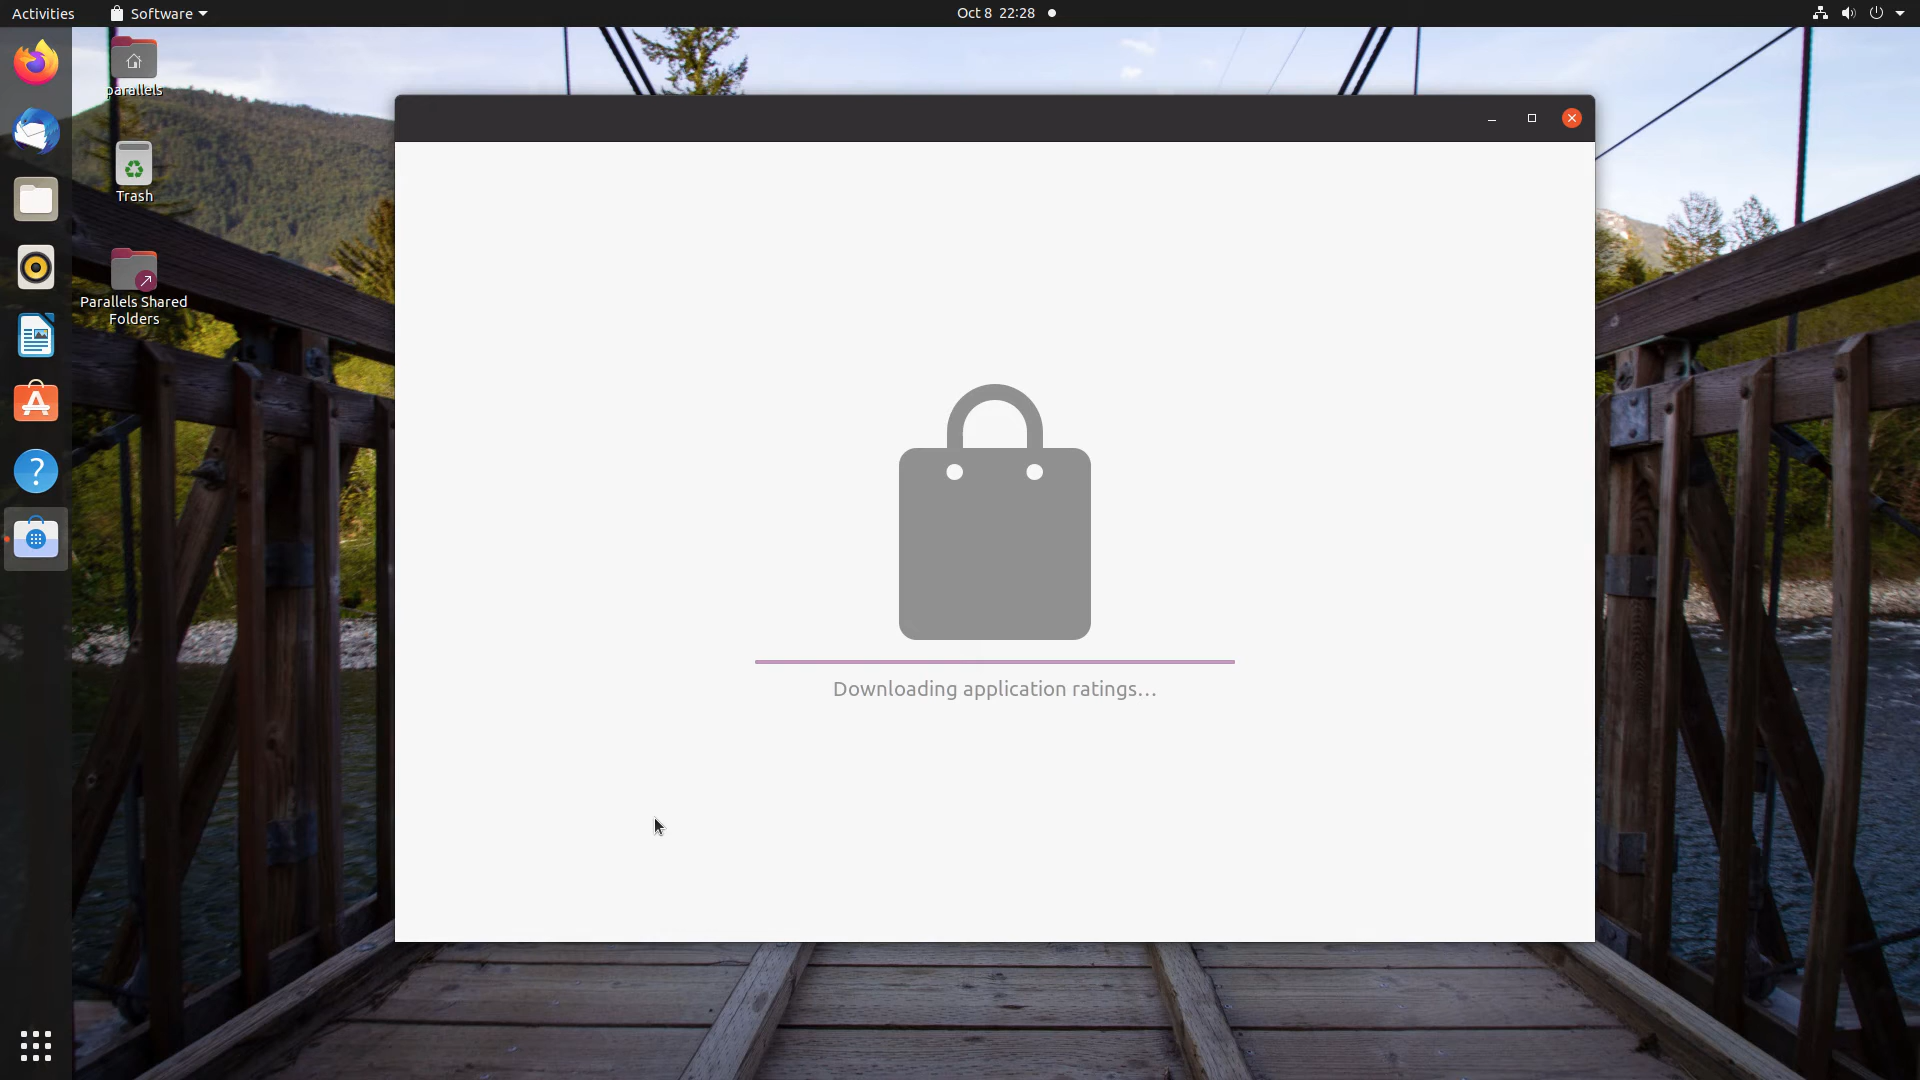 Activities
Software
Oct 8 22:28
parallels
Trash
Parallels Shared
Folders
Downloading application ratings…